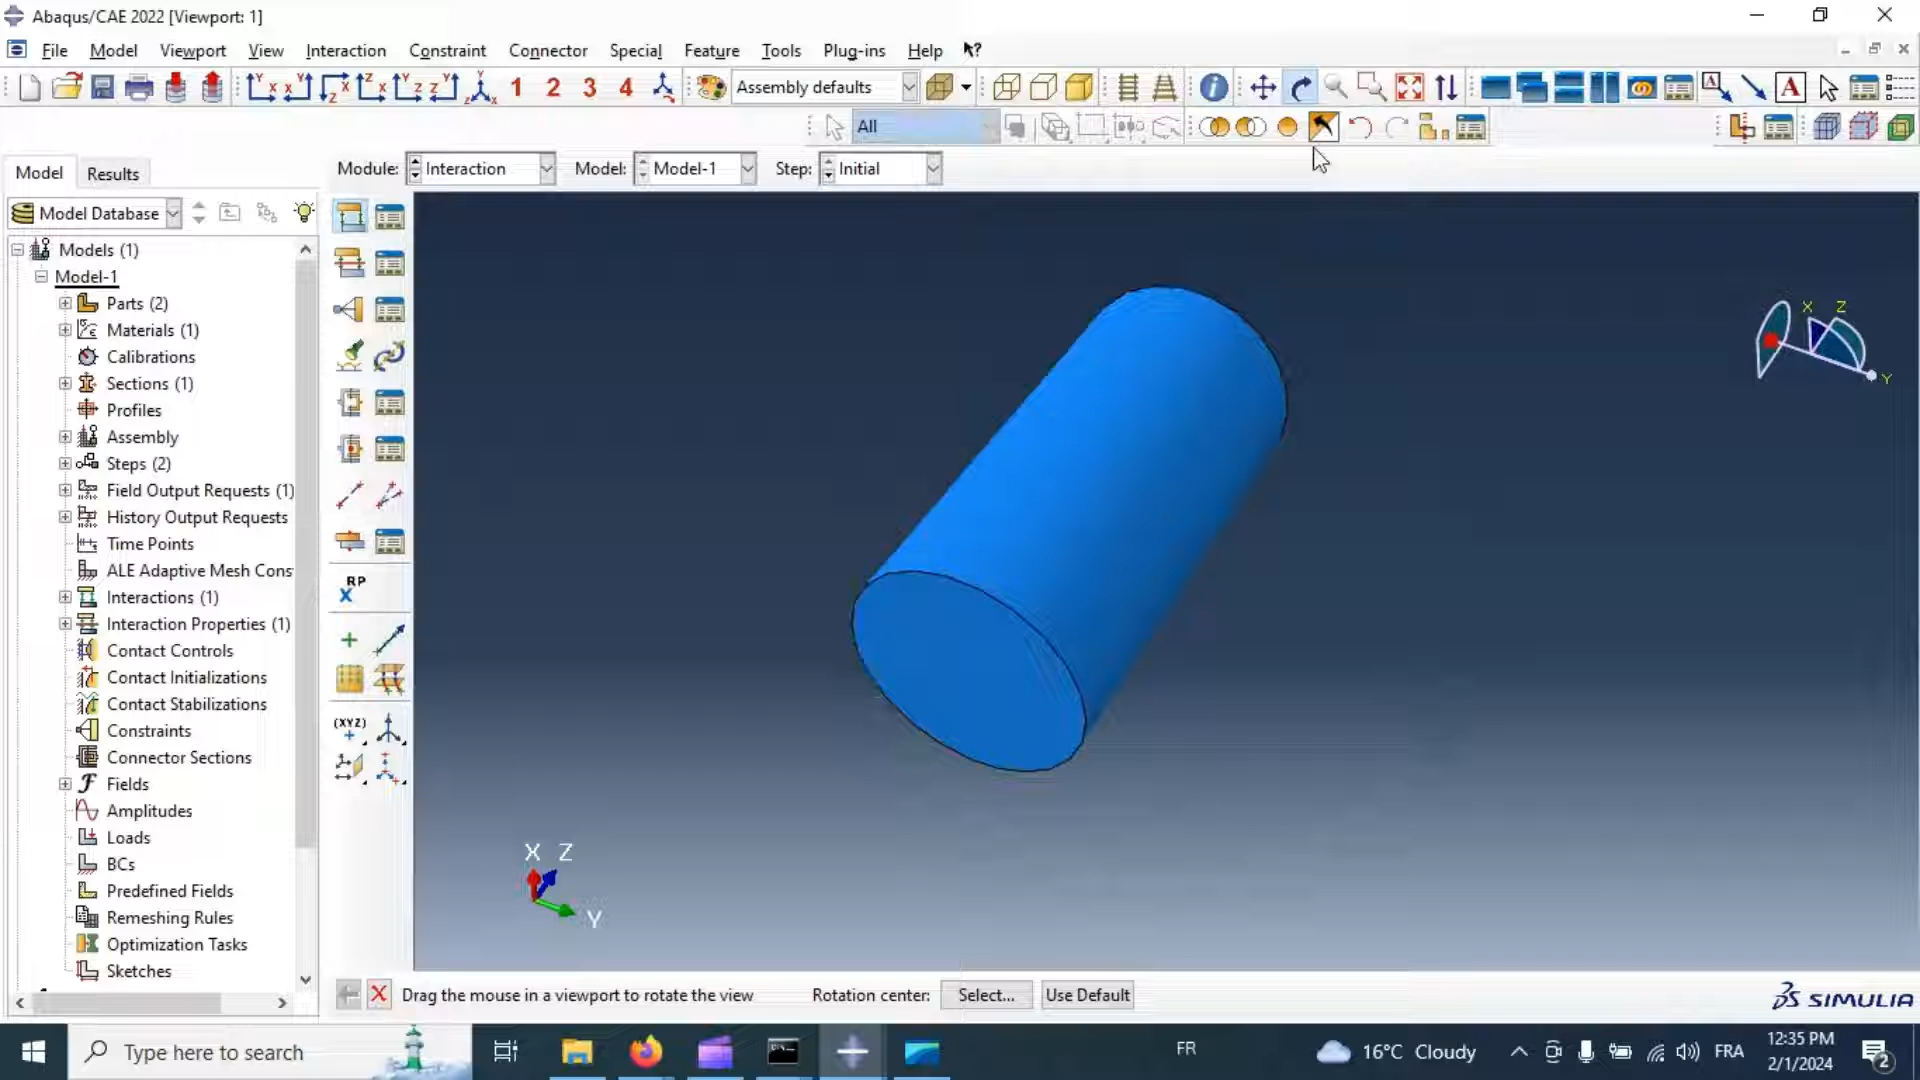 Abaqus/CAE 2022 [Viewport: 1]
File Model Viewport View Interaction Constraint Connector Special Feature Tools Plug-ins Help
1 2 3 4 Assembly defaults
All
Model Results
Module: Interaction Model: Model-1 Step: Initial
Model Database
Models (1)
Model-1
Parts (2)
Materials (1)
Calibrations
Sections (1)
Profiles
Assembly
Steps (2)
Field Output Requests (1)
History Output Requests
Time Points
ALE Adaptive Mesh Cons
Interactions (1)
Interaction Properties (1)
Contact Controls
Contact Initializations
Contact Stabilizations
Constraints
Connector Sections
Fields
Amplitudes
Loads
BCs
Predefined Fields
Remeshing Rules
Optimization Tasks
Sketches
RP
(XYZ)
X Z
Y
X Z
Y
Drag the mouse in a viewport to rotate the view Rotation center: Select... Use Default
SIMULIA
Type here to search
FR
16°C Cloudy
FRA
12:35 PM
2/1/2024
2